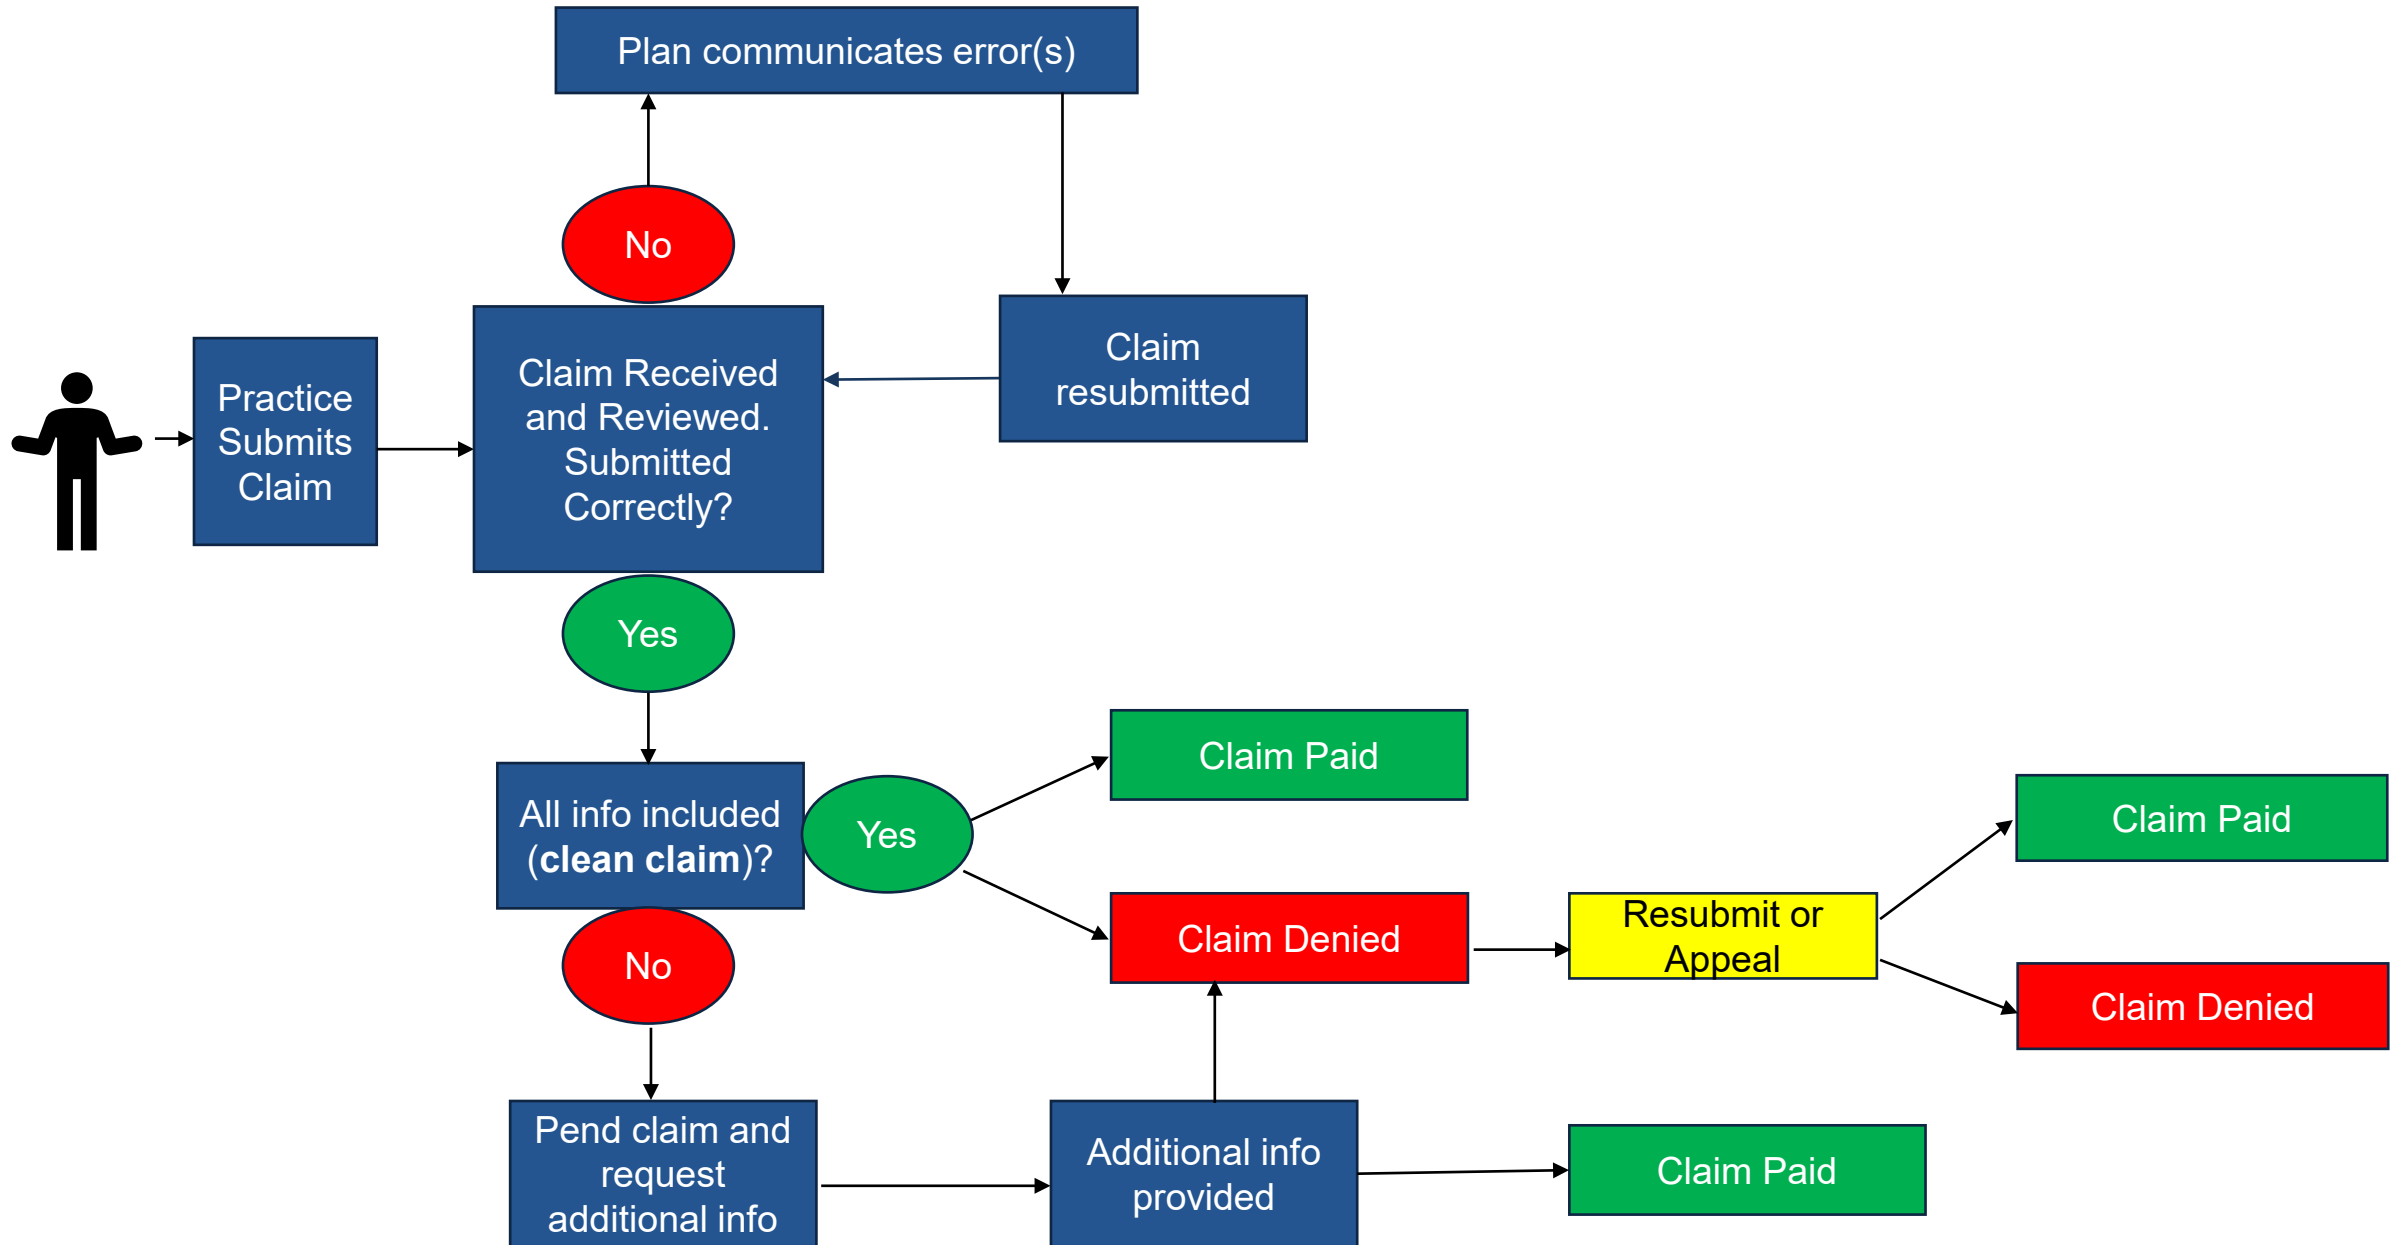 Plan communicates error(s)
No
Practice
Submits
Claim
Claim Received
and Reviewed.
Submitted
Correctly?
Claim
resubmitted
Yes
All info included
(clean claim)?
Yes
Claim Paid
Claim Denied
Resubmit or
Appeal
Claim Paid
Claim Denied
No
Pend claim and
request
additional info
Additional info
provided
Claim Paid